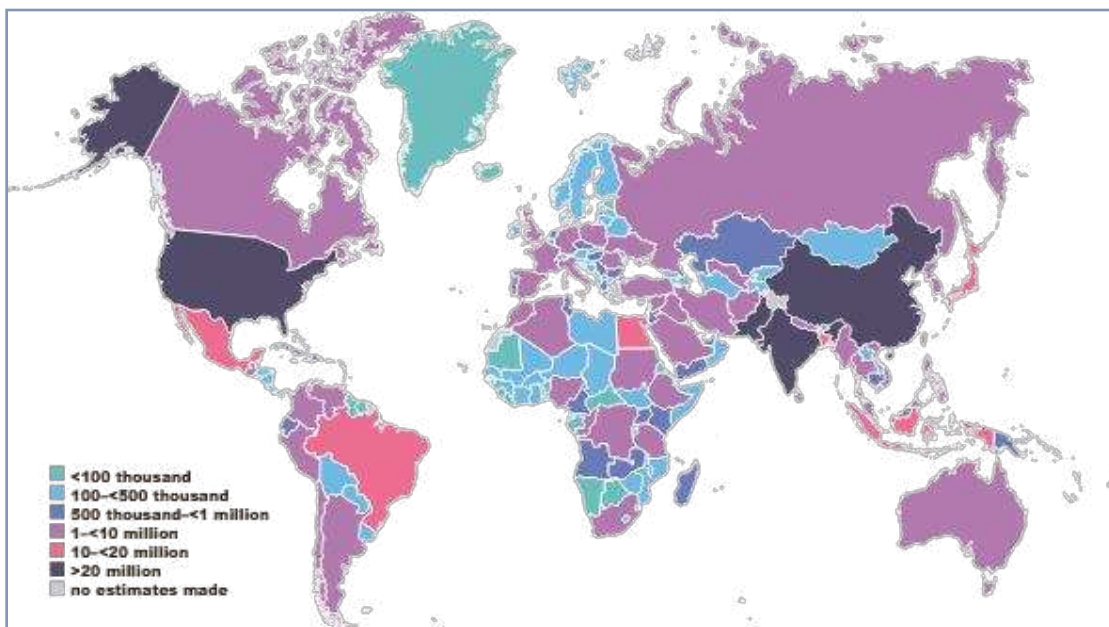 <100 thousand
100–<500 thousand
500 thousand–<1 million
1–<10 million
10–<20 million
>20 million
no estimates made